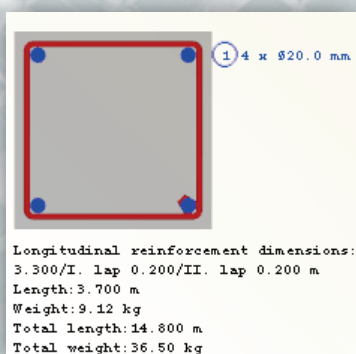 1 4 x Ø20.0 mm
Longitudinal reinforcement dimensions:
3.300/I. lap 0.200/II. lap 0.200 m
Length:3.700 m
Weight:9.12 kg
Total length:14.800 m
Total weight:36.50 kg